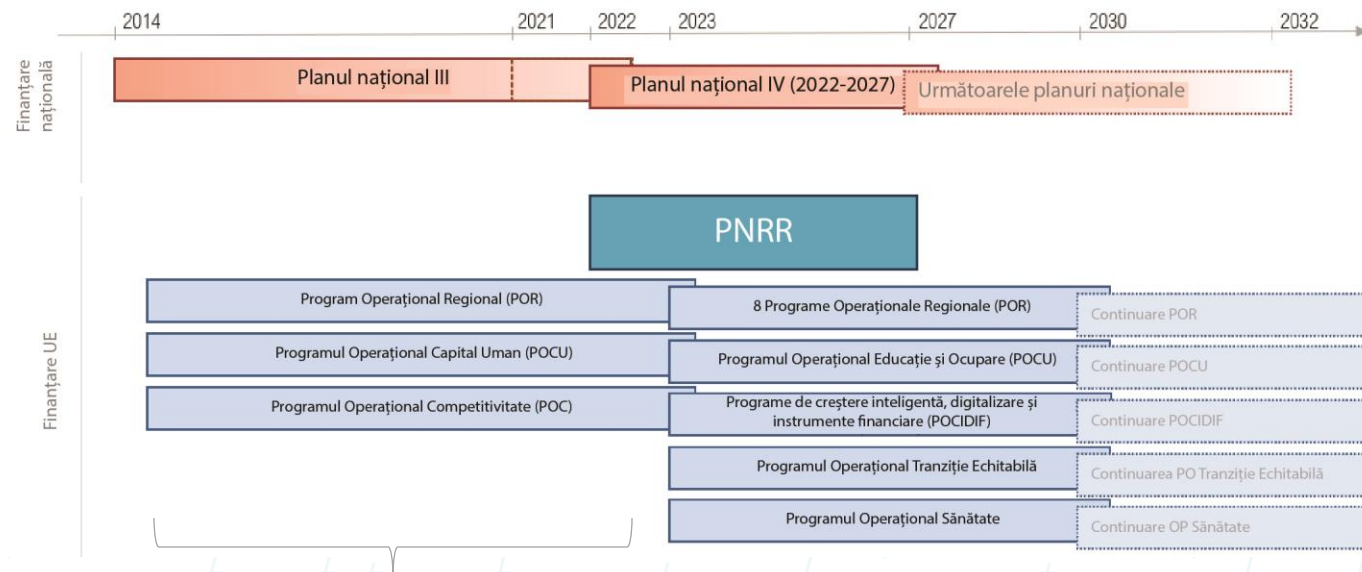 2014 2021 2022 2023 2027 2030 2032
Finanțare
națională
Planul național III
Planul național IV (2022-2027)
Următoarele planuri naționale
Finanțare UE
PNRR
Program Operațional Regional (POR)
8 Programe Operaționale Regionale (POR)
Continuare POR
Programul Operațional Capital Uman (POCU)
Programul Operațional Educație și Ocupare (POCU)
Continuare POCU
Programul Operațional Competitivitate (POC)
Programe de creștere inteligentă, digitalizare și
instrumente financiare (POCIDIF)
Continuare POCIDIF
Programul Operațional Tranziție Echitabilă
Continuarea PO Tranziție Echitabilă
Programul Operațional Sănătate
Continuare OP Sănătate